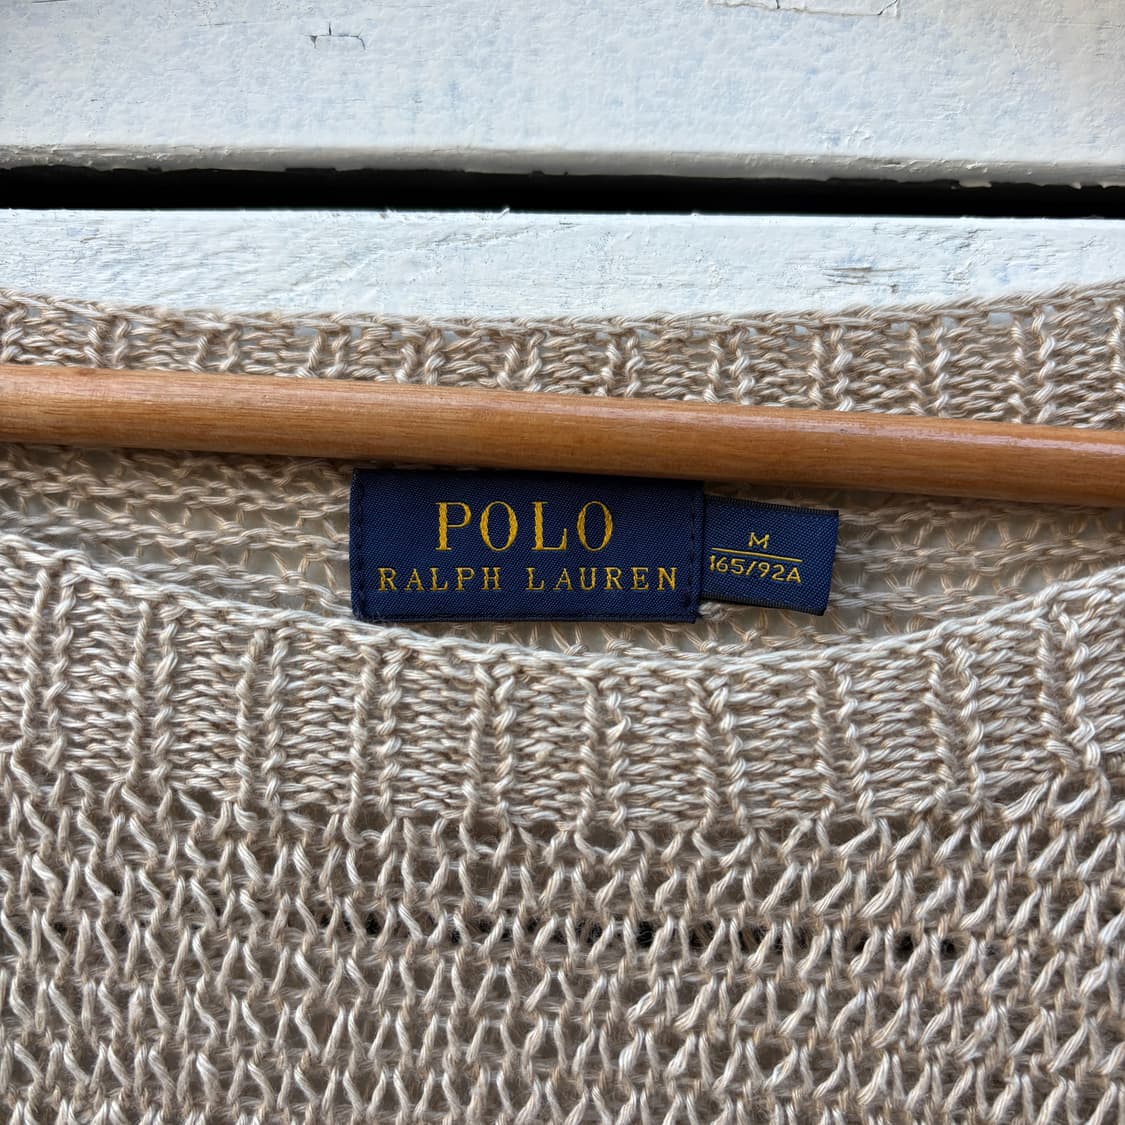 POLO
RALPH LAUREN
M
165/92A